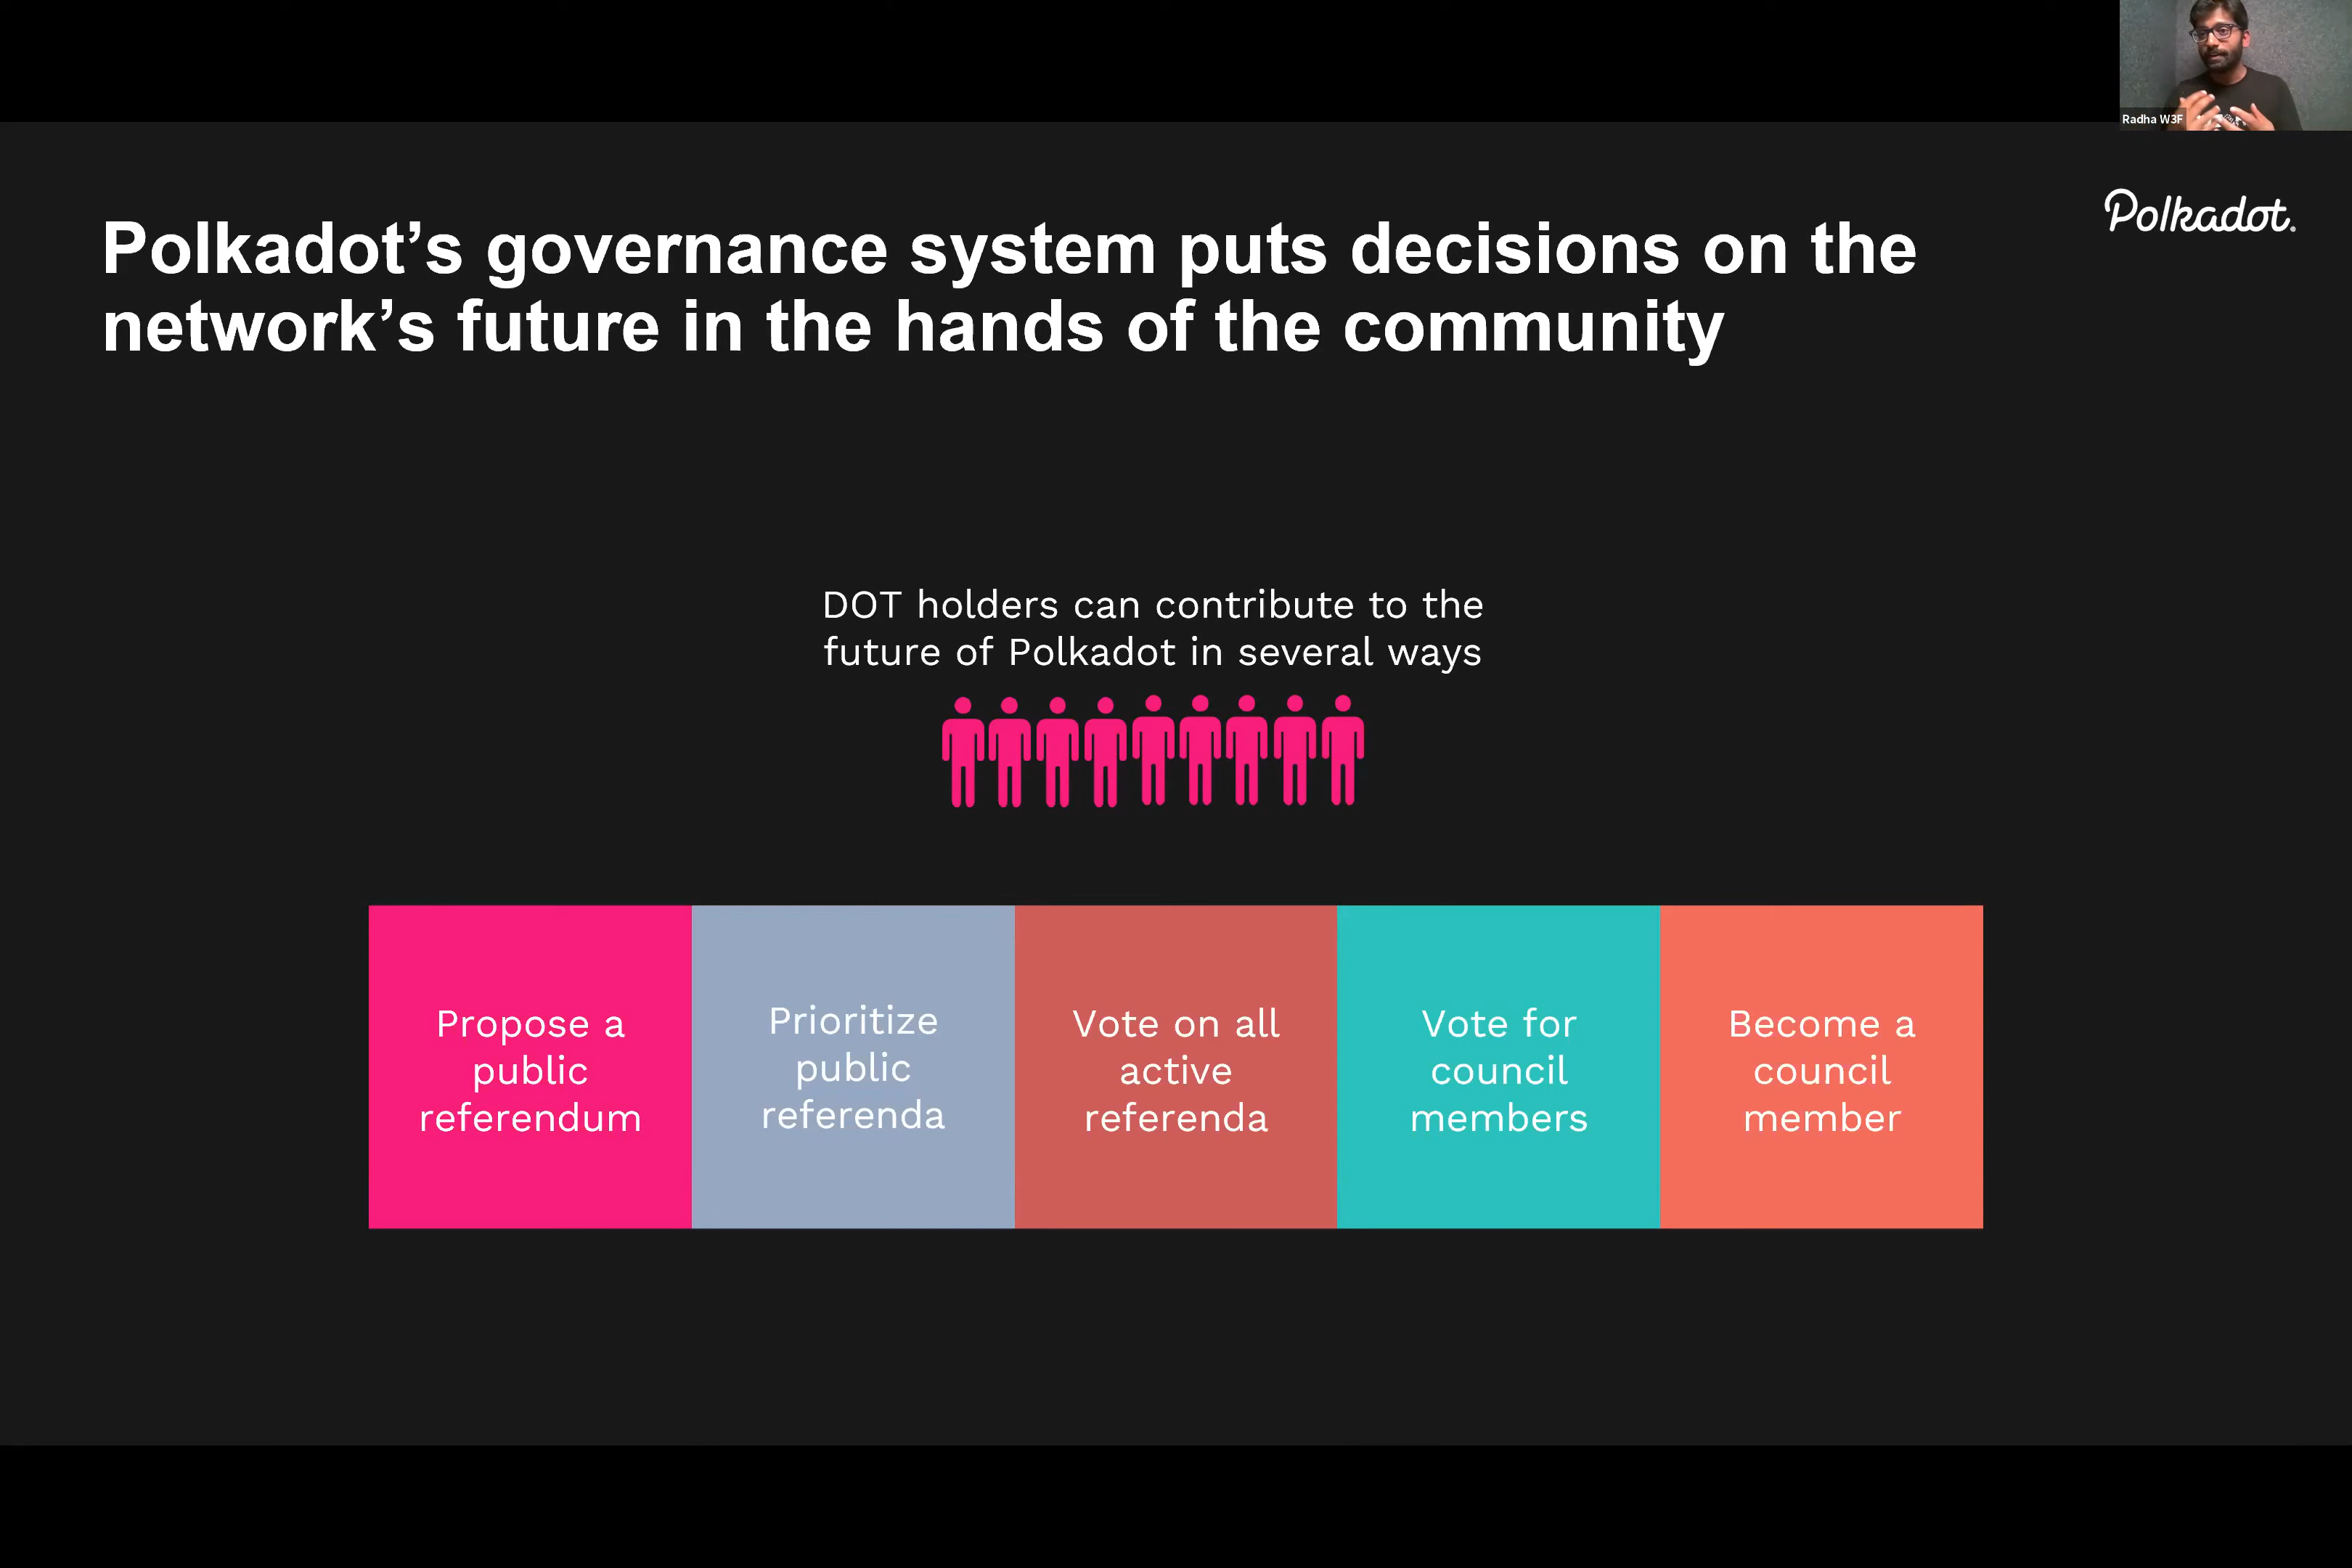 Radha W3F
Polkadot.
Polkadot’s governance system puts decisions on the
network’s future in the hands of the community
DOT holders can contribute to the
future of Polkadot in several ways
Propose a
public
referendum
Prioritize
public
referenda
Vote on all
active
referenda
Vote for
council
members
Become a
council
member